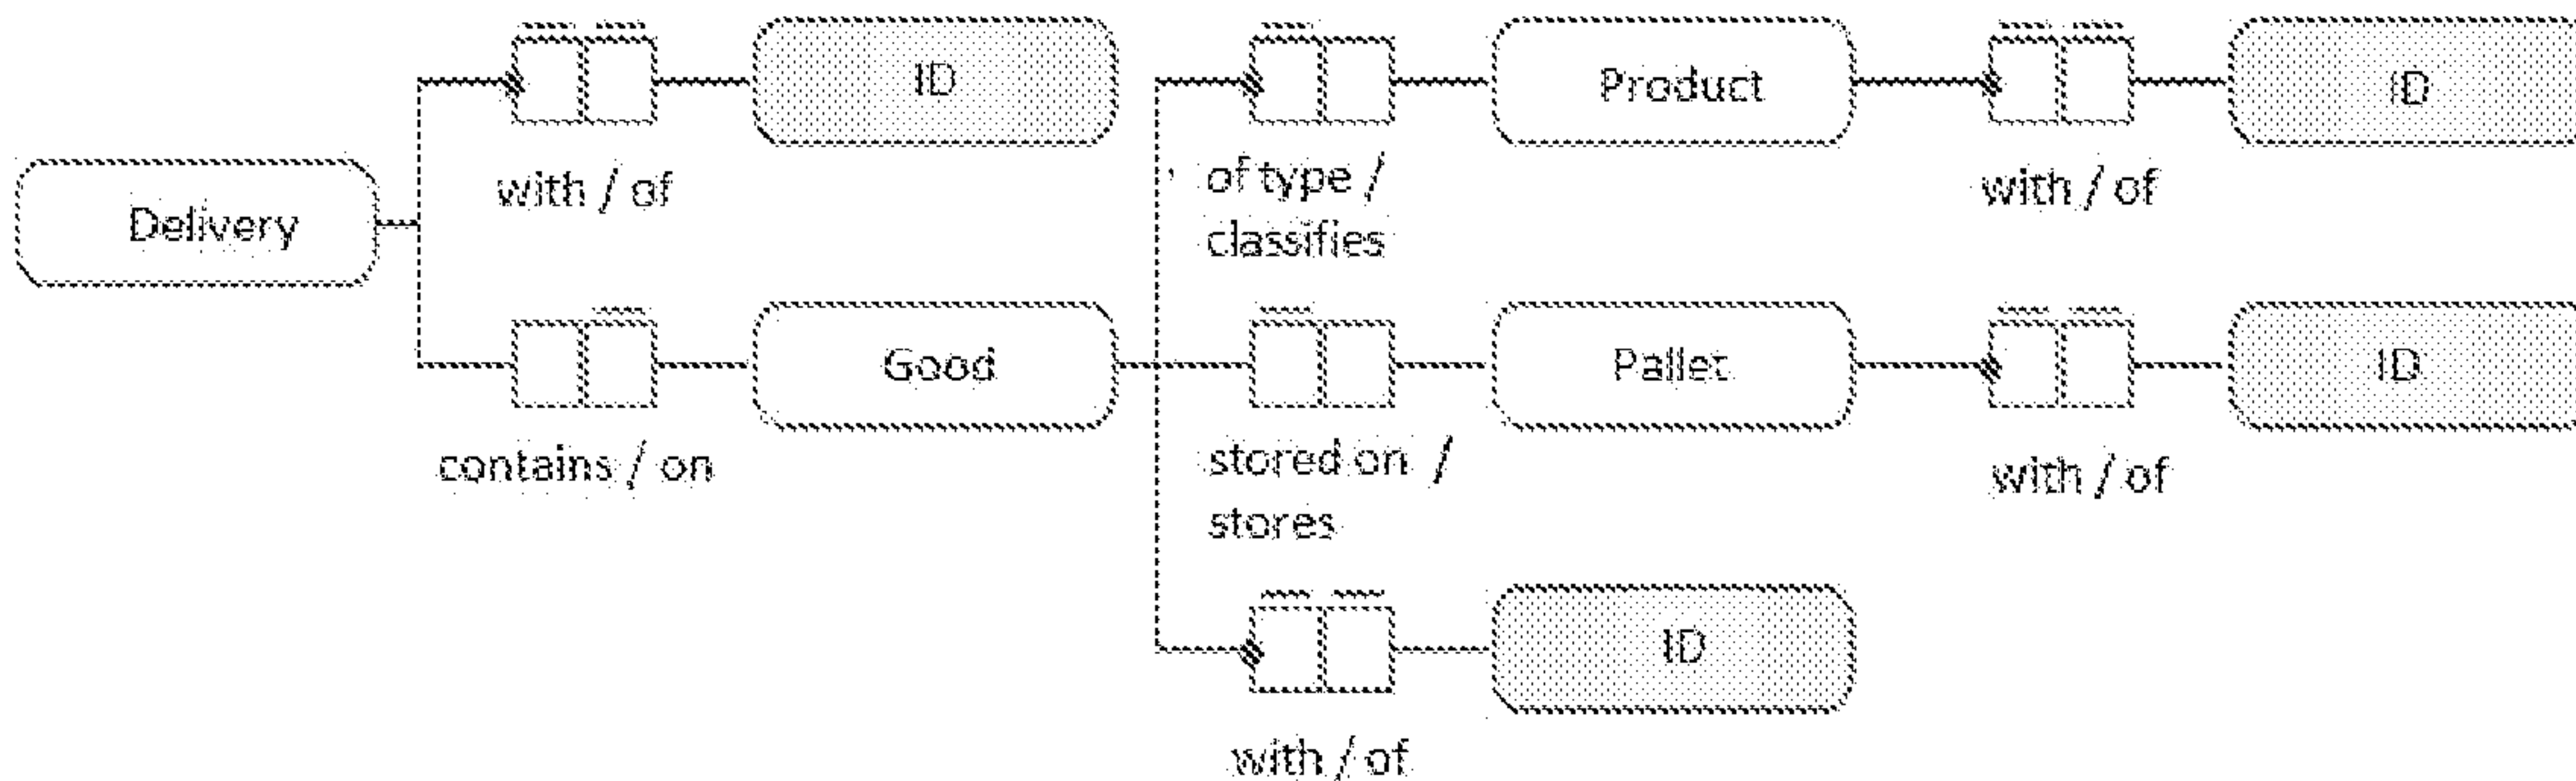 ID
Product
ID
with / of
of type /
classifies
with / of
Delivery
Good
Pallet
ID
contains / on
stored on /
stores
with / of
ID
with / of